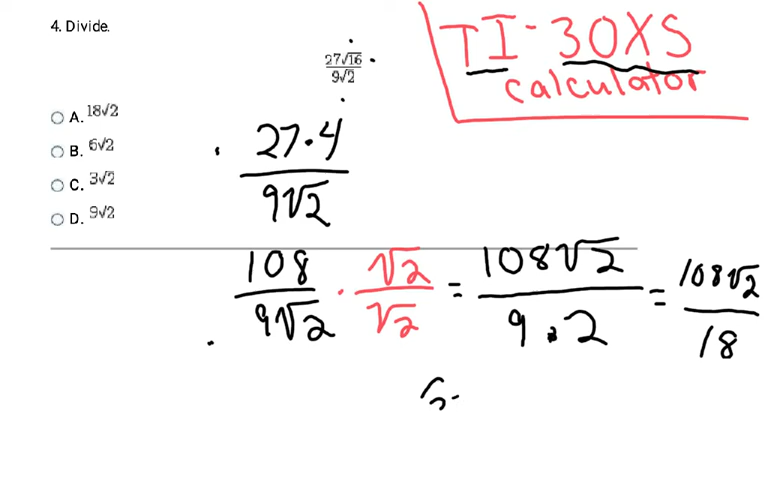 4. Divide.
27√16
9√2
A. 18√2
B. 6√2
C. 3√2
D. 9√2
TI-30XS
calculator
27·4
9√2
108/9√2 · √2/√2 = 108√2/9·2 = 108√2/18